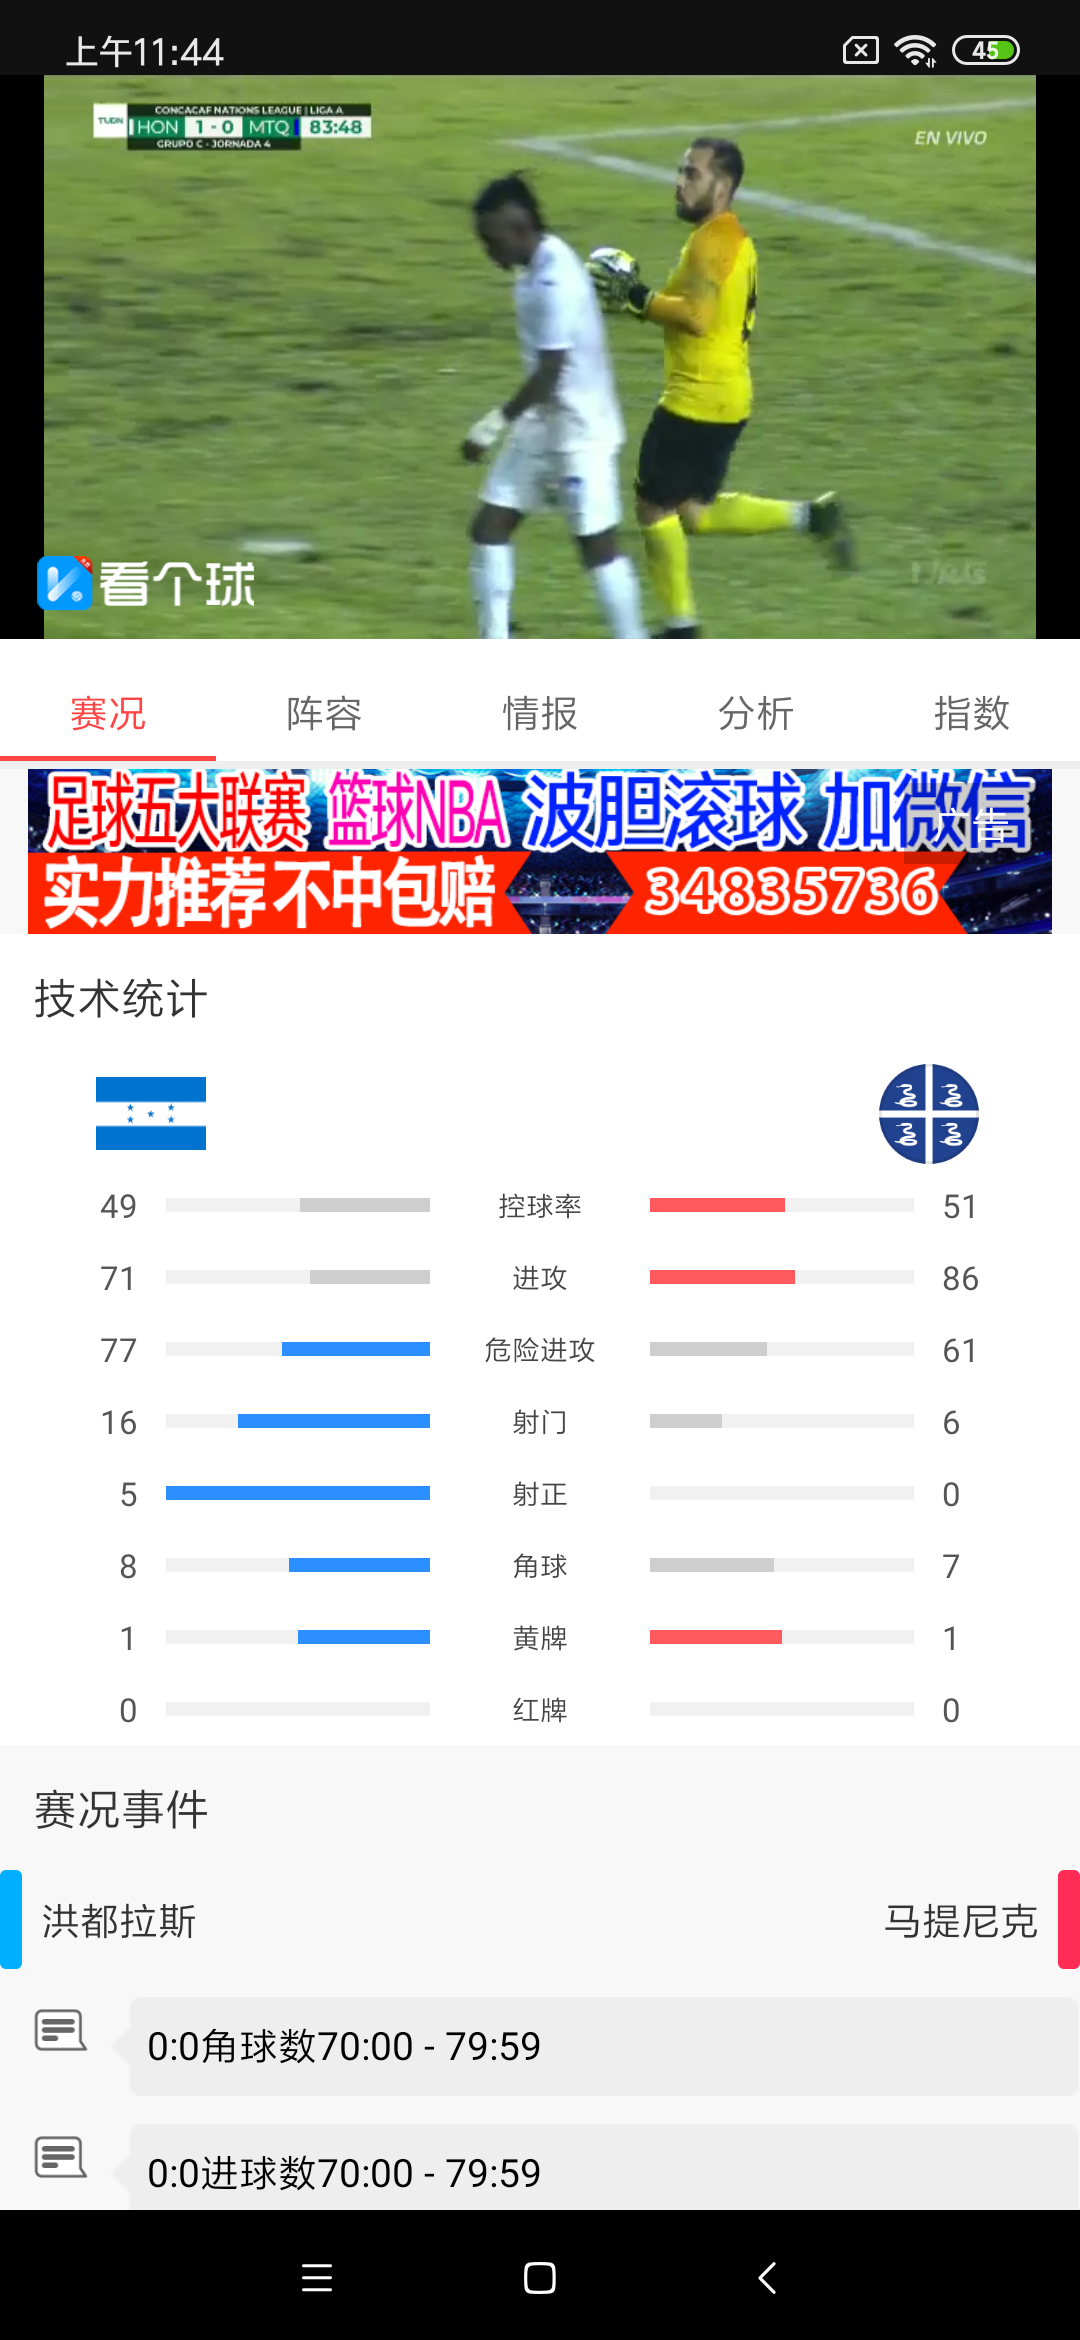 上午11:44
45
TUDN
CONCACAF NATIONS LEAGUE | LIGA A
HON 1 - 0 MTQ 83:48
GRUPO C - JORNADA 4
EN VIVO
看个球
赛况 阵容 情报 分析 指数
足球五大联赛 篮球NBA 波胆滚球 加微信
广告
实力推荐 不中包赔 34835736
技术统计
49 控球率 51
71 进攻 86
77 危险进攻 61
16 射门 6
5 射正 0
8 角球 7
1 黄牌 1
0 红牌 0
赛况事件
洪都拉斯 马提尼克
0:0角球数70:00 - 79:59
0:0进球数70:00 - 79:59